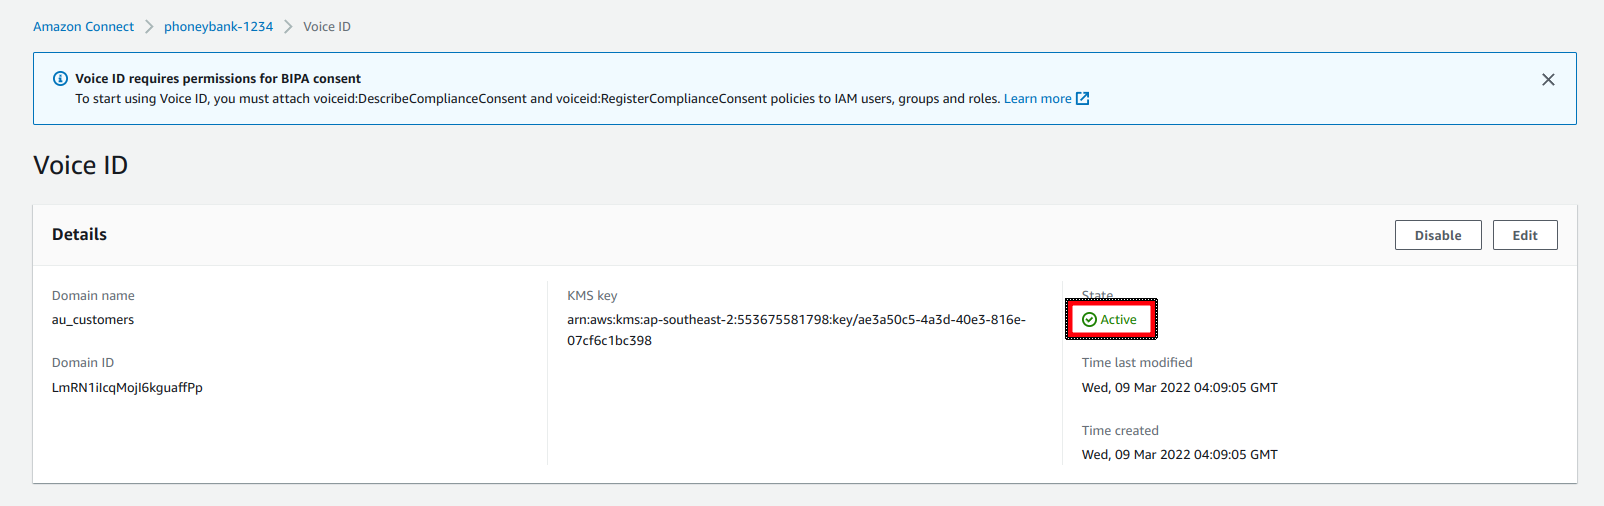 Amazon Connect > phoneybank-1234 > Voice ID
Voice ID requires permissions for BIPA consent
To start using Voice ID, you must attach voiceid:DescribeComplianceConsent and voiceid:RegisterComplianceConsent policies to IAM users, groups and roles. Learn more
Voice ID
Details
Disable
Edit
Domain name
au_customers
Domain ID
LmRN1iIcqMojI6kguaffPp
KMS key
arn:aws:kms:ap-southeast-2:553675581798:key/ae3a50c5-4a3d-40e3-816e-
07cf6c1bc398
State
Active
Time last modified
Wed, 09 Mar 2022 04:09:05 GMT
Time created
Wed, 09 Mar 2022 04:09:05 GMT